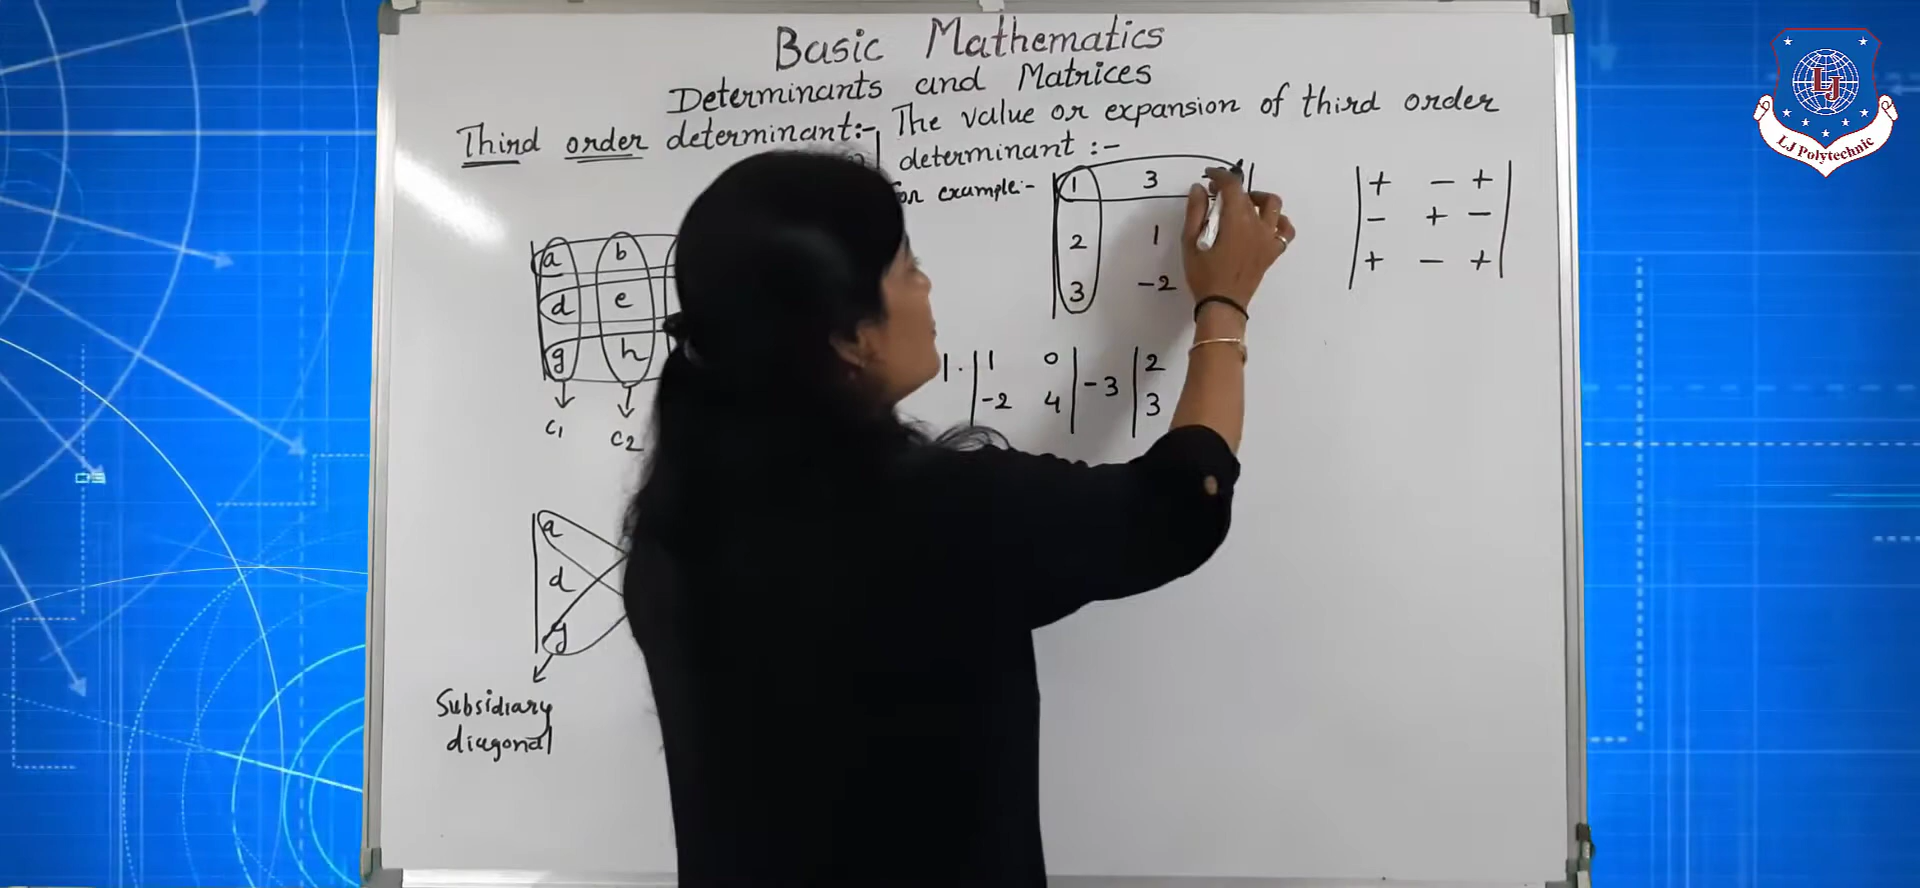 Basic Mathematics
Determinants and Matrices
Third order determinant:-
The value or expansion of third order
determinant :-
example:-
1 3
2 1
3 -2
+ - +
- + -
+ - +
a b
d e
g h
C1 C2
1. 1 0 -3 2
-2 4 3
a
d
g
Subsidiary
diagonal
LJ
LJ Polytechnic